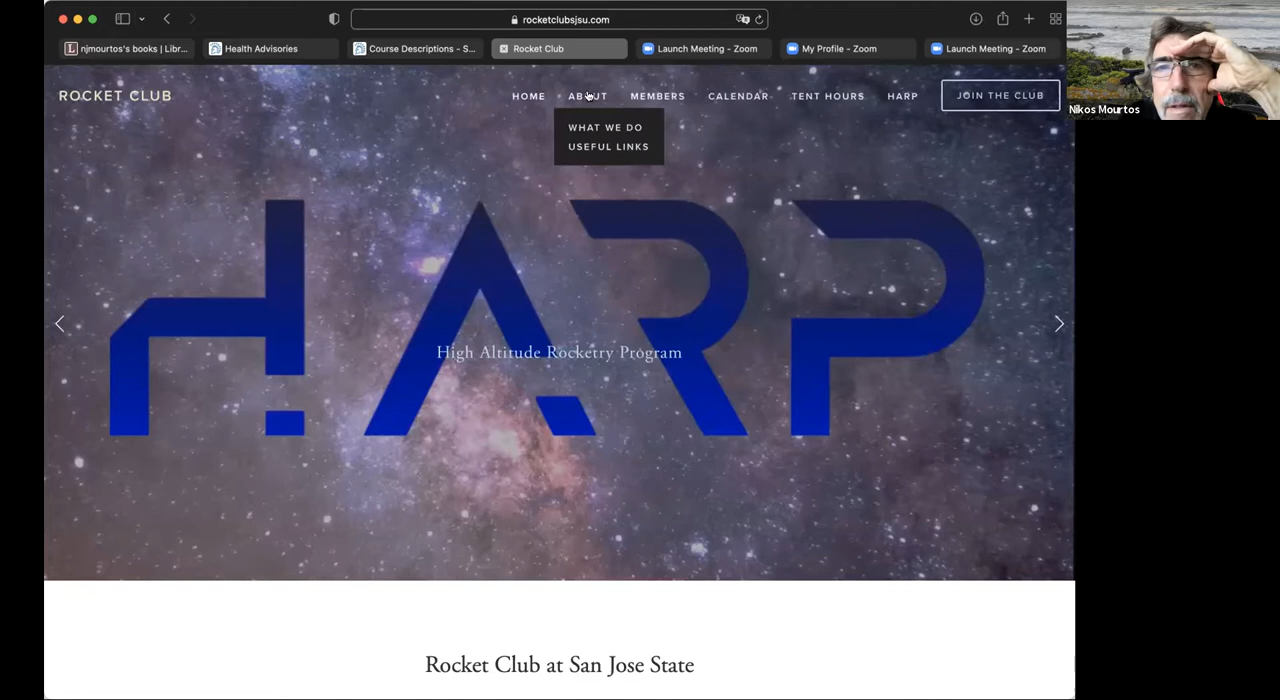 rocketclubsjsu.com
njmourtos's books | Libr...
Health Advisories
Course Descriptions - S...
Rocket Club
Launch Meeting - Zoom
My Profile - Zoom
Launch Meeting - Zoom
ROCKET CLUB
HOME
ABOUT
MEMBERS
CALENDAR
TENT HOURS
HARP
JOIN THE CLUB
Nikos Mourtos
WHAT WE DO
USEFUL LINKS
HARP
High Altitude Rocketry Program
Rocket Club at San Jose State